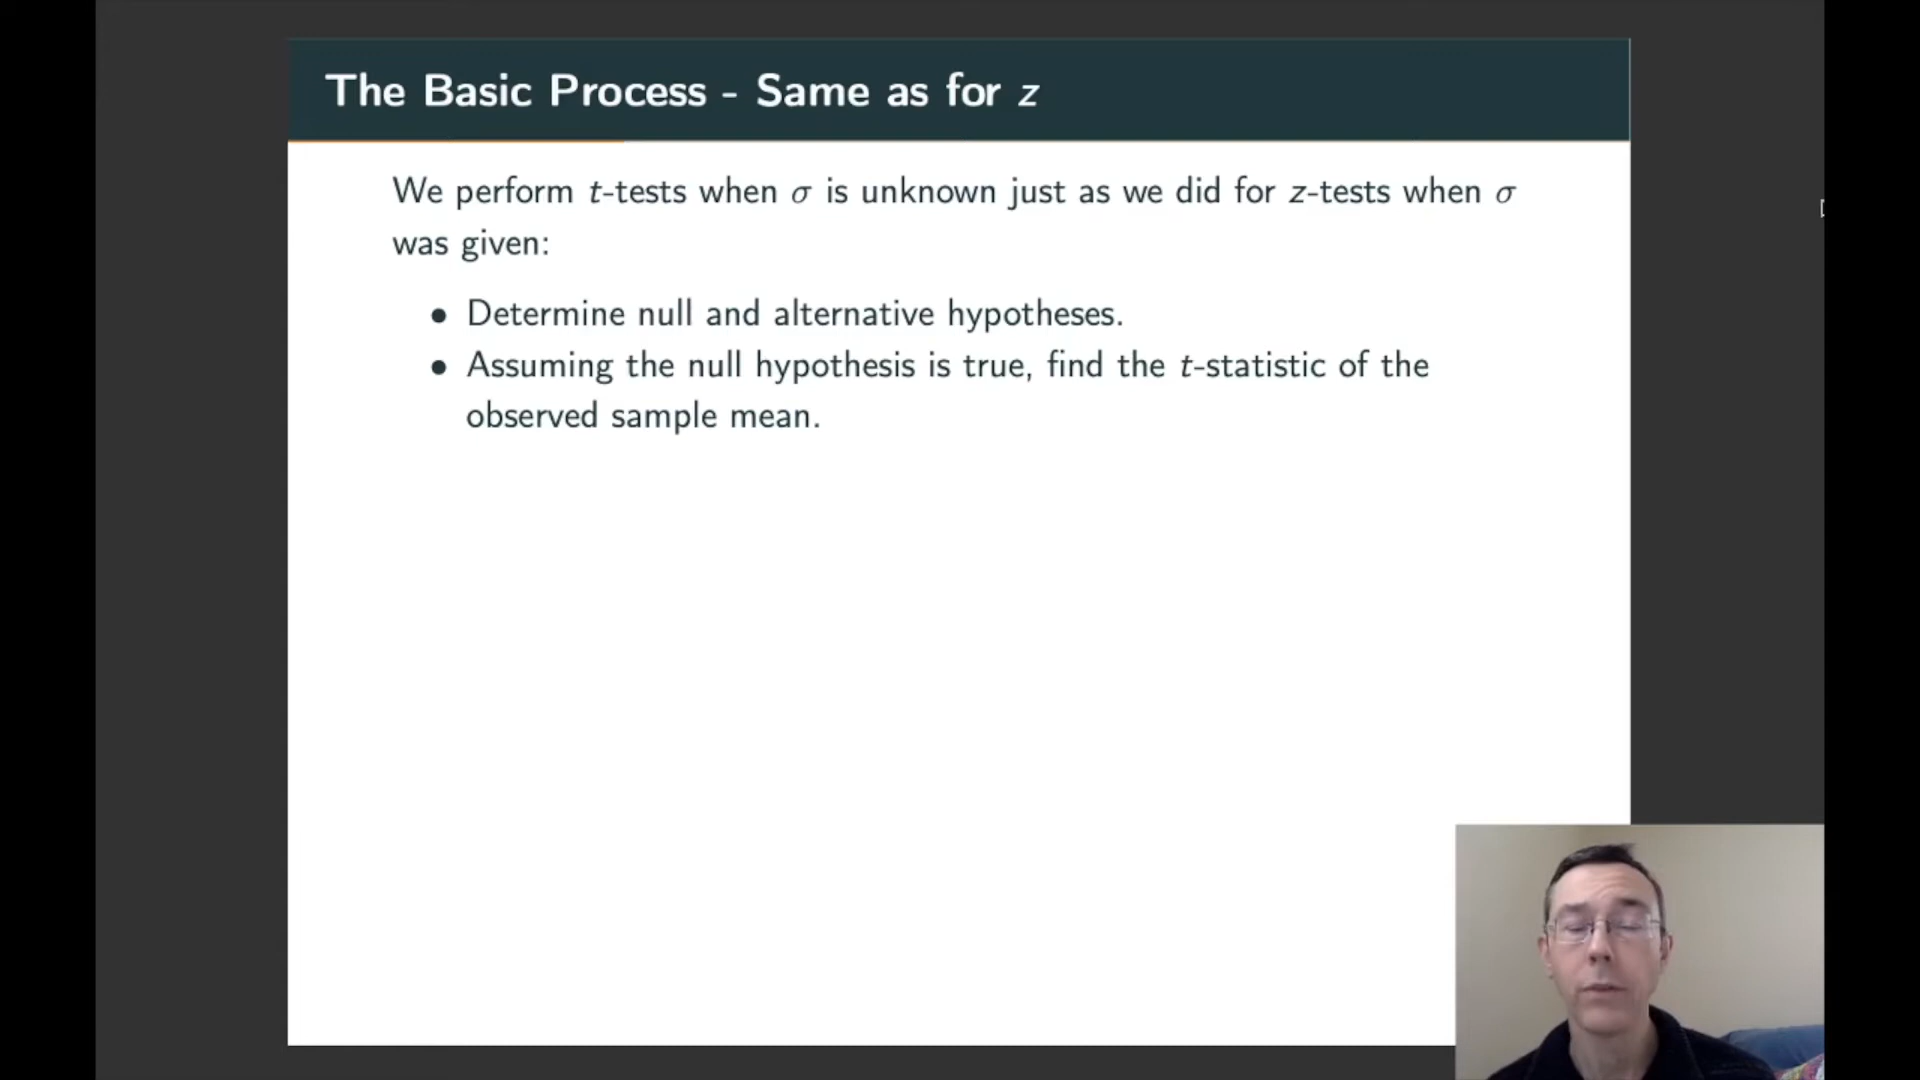 The Basic Process - Same as for z
We perform t-tests when σ is unknown just as we did for z-tests when σ
was given:
• Determine null and alternative hypotheses.
• Assuming the null hypothesis is true, find the t-statistic of the
observed sample mean.